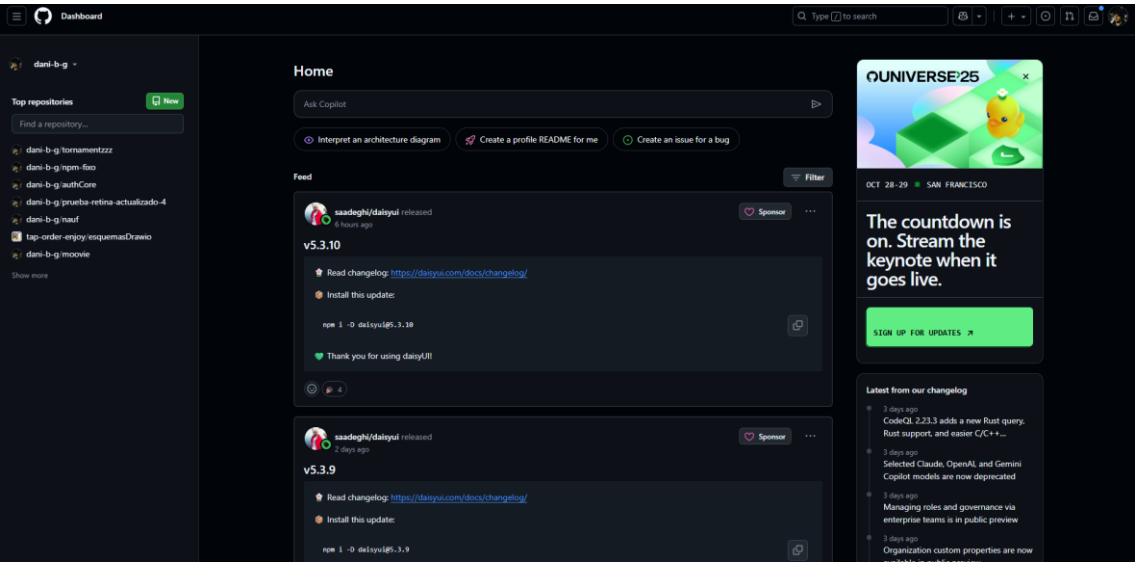 Dashboard
Type / to search
dani-b-g
Top repositories
New
Find a repository...
dani-b-g/tornamentzzz
dani-b-g/npm-fixo
dani-b-g/authCore
dani-b-g/prueba-retina-actualizado-4
dani-b-g/nauf
tap-order-enjoy/esquemasDrawio
dani-b-g/moovie
Show more
Home
Ask Copilot
Interpret an architecture diagram
Create a profile README for me
Create an issue for a bug
Feed
Filter
saadeghi/daisyui released
6 hours ago
Sponsor
v5.3.10
Read changelog: https://daisyui.com/docs/changelog/
Install this update:
npm i -D daisyui@5.3.10
Thank you for using daisyUI!
4
saadeghi/daisyui released
2 days ago
Sponsor
v5.3.9
Read changelog: https://daisyui.com/docs/changelog/
Install this update:
npm i -D daisyui@5.3.9
UNIVERSE'25
OCT 28-29 SAN FRANCISCO
The countdown is
on. Stream the
keynote when it
goes live.
SIGN UP FOR UPDATES
Latest from our changelog
3 days ago
CodeQL 2.23.3 adds a new Rust query,
Rust support, and easier C/C++...
3 days ago
Selected Claude, OpenAI, and Gemini
Copilot models are now deprecated
3 days ago
Managing roles and governance via
enterprise teams is in public preview
3 days ago
Organization custom properties are now
available in public preview